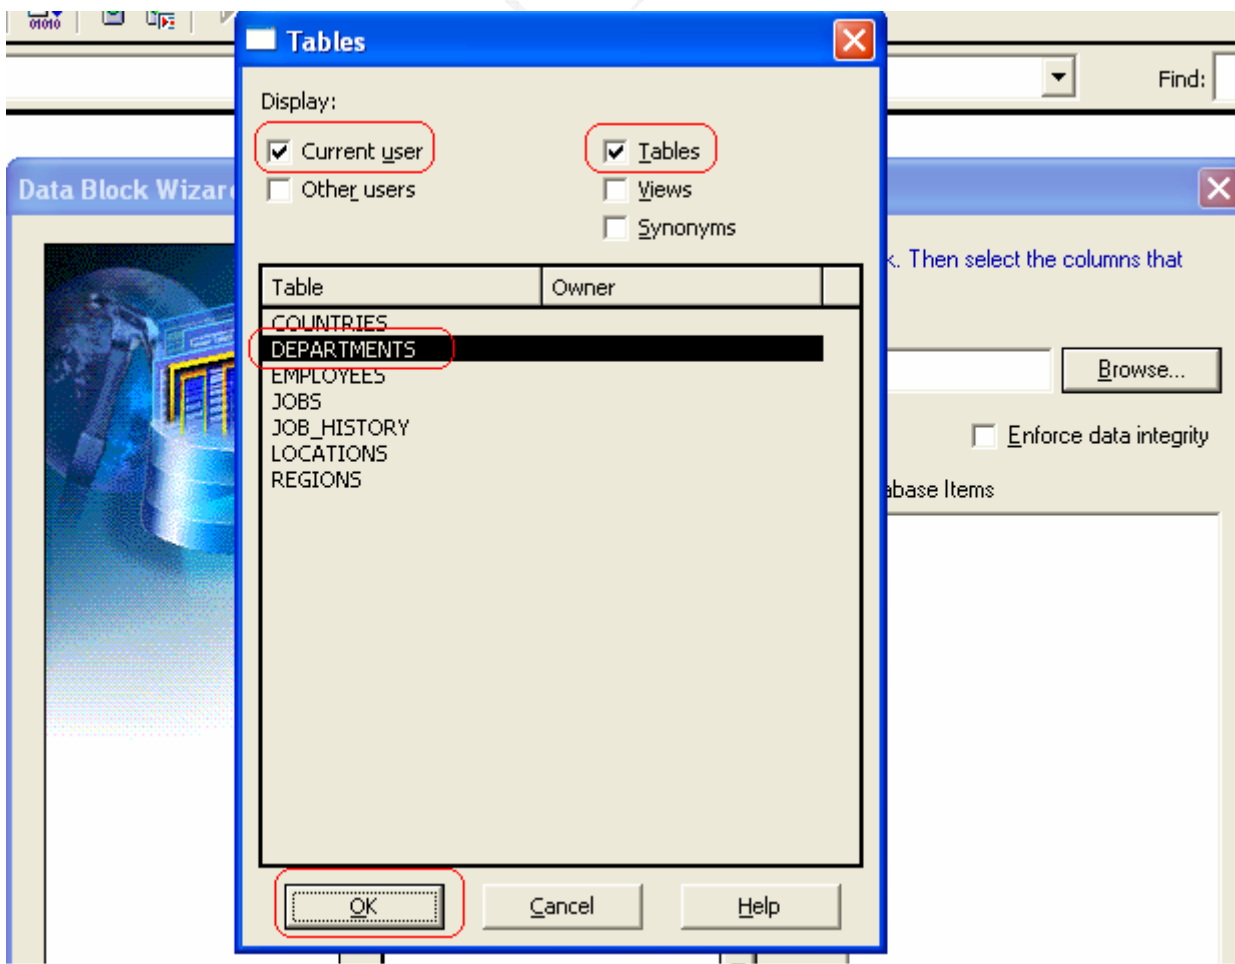 01010
Tables
Find:
Display:
Current user
Tables
Data Block Wizar
Other users
Views
Synonyms
k. Then select the columns that
Table Owner
COUNTRIES
DEPARTMENTS
EMPLOYEES
JOBS
JOB_HISTORY
LOCATIONS
REGIONS
Browse...
Enforce data integrity
abase Items
OK
Cancel
Help